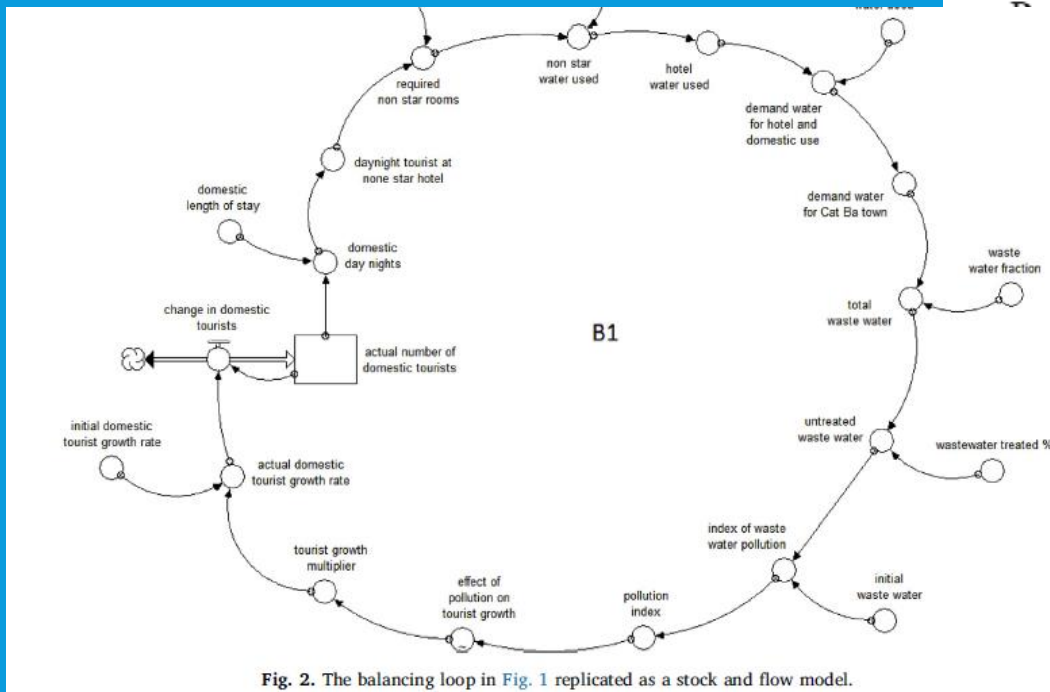 required
non star rooms
non star
water used
hotel
water used
demand water
for hotel and
domestic use
daynight tourist at
none star hotel
demand water
for Cat Ba town
domestic
length of stay
domestic
day nights
waste
water fraction
change in domestic
tourists
total
waste water
B1
actual number of
domestic tourists
initial domestic
tourist growth rate
untreated
waste water
wastewater treated %
actual domestic
tourist growth rate
index of waste
water pollution
tourist growth
multiplier
effect of
pollution on
tourist growth
pollution
index
initial
waste water
Fig. 2. The balancing loop in Fig. 1 replicated as a stock and flow model.